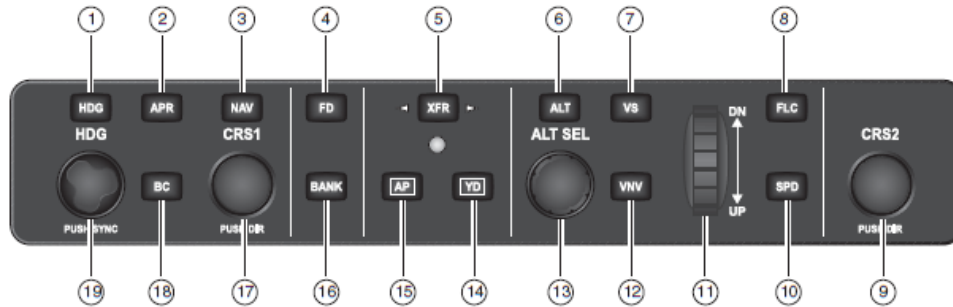 1 2 3 4 5 6 7 8
HDG APR NAV FD ◄ XFR ► ALT VS DN FLC
HDG CRS1 ALT SEL CRS2
BC BANK AP YD VNV UP SPD
PUSH SYNC PUSH DIR PUSH DIR
19 18 17 16 15 14 13 12 11 10 9